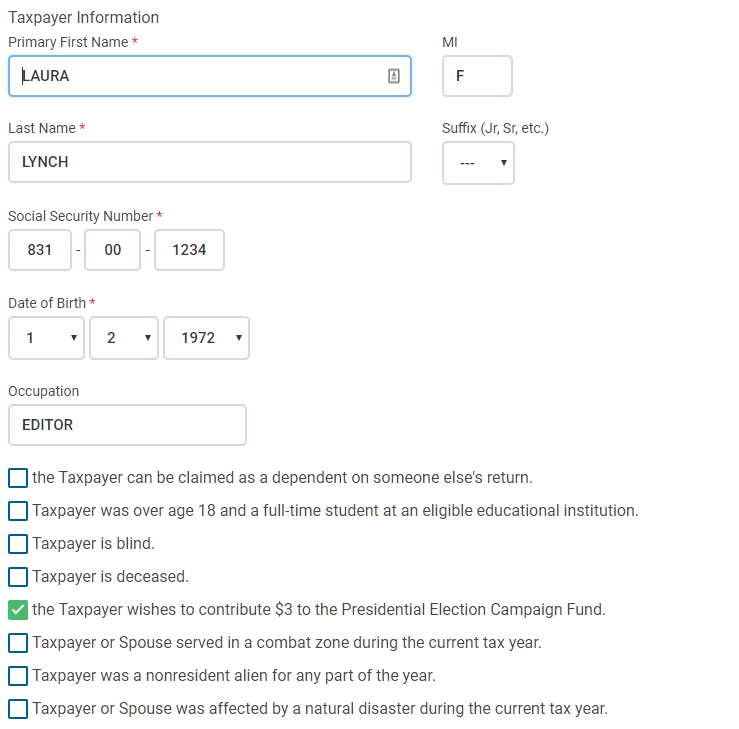 Taxpayer Information
Primary First Name * MI
LAURA F
Last Name * Suffix (Jr, Sr, etc.)
LYNCH ---
Social Security Number *
831 - 00 - 1234
Date of Birth *
1 2 1972
Occupation
EDITOR
the Taxpayer can be claimed as a dependent on someone else's return.
Taxpayer was over age 18 and a full-time student at an eligible educational institution.
Taxpayer is blind.
Taxpayer is deceased.
the Taxpayer wishes to contribute $3 to the Presidential Election Campaign Fund.
Taxpayer or Spouse served in a combat zone during the current tax year.
Taxpayer was a nonresident alien for any part of the year.
Taxpayer or Spouse was affected by a natural disaster during the current tax year.